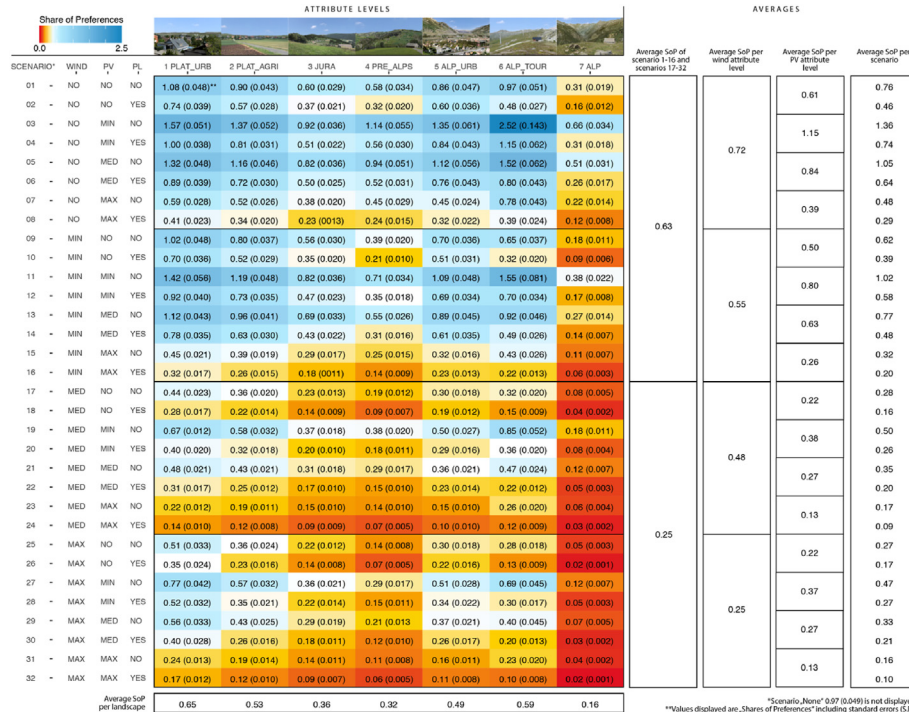 ATTRIBUTE LEVELS AVERAGES
Share of Preferences
0.0 2.5
Average SoP of scenario 1-16 and scenarios 17-32 Average SoP per wind attribute level Average SoP per PV attribute level Average SoP per scenario
SCENARIO* WIND PV PL 1 PLAT_URB 2 PLAT_AGRI 3 JURA 4 PRE_ALPS 5 ALP_URB 6 ALP_TOUR 7 ALP
01 - NO NO NO 1.08 (0.048)** 0.90 (0.043) 0.60 (0.029) 0.58 (0.034) 0.86 (0.047) 0.97 (0.051) 0.31 (0.019) 0.61 0.76
02 - NO NO YES 0.74 (0.039) 0.57 (0.028) 0.37 (0.021) 0.32 (0.020) 0.60 (0.036) 0.48 (0.027) 0.16 (0.012) 0.46
03 - NO MIN NO 1.57 (0.051) 1.37 (0.052) 0.92 (0.036) 1.14 (0.055) 1.35 (0.061) 2.52 (0.143) 0.66 (0.034) 1.15 1.36
04 - NO MIN YES 1.00 (0.038) 0.81 (0.031) 0.51 (0.022) 0.56 (0.030) 0.84 (0.043) 1.15 (0.062) 0.31 (0.018) 0.72 0.74
05 - NO MED NO 1.32 (0.048) 1.16 (0.046) 0.82 (0.036) 0.94 (0.051) 1.12 (0.056) 1.52 (0.062) 0.51 (0.031) 0.84 1.05
06 - NO MED YES 0.89 (0.039) 0.72 (0.030) 0.50 (0.025) 0.52 (0.031) 0.76 (0.043) 0.80 (0.043) 0.26 (0.017) 0.64
07 - NO MAX NO 0.59 (0.028) 0.52 (0.026) 0.38 (0.020) 0.45 (0.029) 0.45 (0.024) 0.78 (0.043) 0.22 (0.014) 0.39 0.48
08 - NO MAX YES 0.41 (0.023) 0.34 (0.020) 0.23 (0013) 0.24 (0.015) 0.32 (0.022) 0.39 (0.024) 0.12 (0.008) 0.63 0.29
09 - MIN NO NO 1.02 (0.048) 0.80 (0.037) 0.56 (0.030) 0.39 (0.020) 0.70 (0.036) 0.65 (0.037) 0.18 (0.011) 0.50 0.62
10 - MIN NO YES 0.70 (0.036) 0.52 (0.029) 0.35 (0.020) 0.21 (0.010) 0.51 (0.031) 0.32 (0.020) 0.09 (0.006) 0.39
11 - MIN MIN NO 1.42 (0.056) 1.19 (0.048) 0.82 (0.036) 0.71 (0.034) 1.09 (0.048) 1.55 (0.081) 0.38 (0.022) 0.80 1.02
12 - MIN MIN YES 0.92 (0.040) 0.73 (0.035) 0.47 (0.023) 0.35 (0.018) 0.69 (0.034) 0.70 (0.034) 0.17 (0.008) 0.55 0.58
13 - MIN MED NO 1.12 (0.043) 0.96 (0.041) 0.69 (0.033) 0.55 (0.026) 0.89 (0.045) 0.92 (0.046) 0.27 (0.014) 0.63 0.77
14 - MIN MED YES 0.78 (0.035) 0.63 (0.030) 0.43 (0.022) 0.31 (0.016) 0.61 (0.035) 0.49 (0.026) 0.14 (0.007) 0.48
15 - MIN MAX NO 0.45 (0.021) 0.39 (0.019) 0.29 (0.017) 0.25 (0.015) 0.32 (0.016) 0.43 (0.026) 0.11 (0.007) 0.26 0.32
16 - MIN MAX YES 0.32 (0.017) 0.26 (0.015) 0.18 (0011) 0.14 (0.009) 0.23 (0.013) 0.22 (0.013) 0.06 (0.003) 0.20
17 - MED NO NO 0.44 (0.023) 0.36 (0.020) 0.23 (0.013) 0.19 (0.012) 0.30 (0.018) 0.32 (0.020) 0.08 (0.005) 0.22 0.28
18 - MED NO YES 0.28 (0.017) 0.22 (0.014) 0.14 (0.009) 0.09 (0.007) 0.19 (0.012) 0.15 (0.009) 0.04 (0.002) 0.16
19 - MED MIN NO 0.67 (0.012) 0.58 (0.032) 0.37 (0.018) 0.38 (0.020) 0.50 (0.027) 0.85 (0.052) 0.18 (0.011) 0.38 0.50
20 - MED MIN YES 0.40 (0.020) 0.32 (0.018) 0.20 (0.010) 0.18 (0.011) 0.29 (0.016) 0.36 (0.020) 0.08 (0.004) 0.48 0.26
21 - MED MED NO 0.48 (0.021) 0.43 (0.021) 0.31 (0.018) 0.29 (0.017) 0.36 (0.021) 0.47 (0.024) 0.12 (0.007) 0.27 0.35
22 - MED MED YES 0.31 (0.017) 0.25 (0.012) 0.17 (0.010) 0.15 (0.010) 0.23 (0.014) 0.22 (0.012) 0.05 (0.003) 0.20
23 - MED MAX NO 0.22 (0.012) 0.19 (0.011) 0.15 (0.010) 0.14 (0.010) 0.15 (0.010) 0.26 (0.020) 0.06 (0.004) 0.13 0.17
24 - MED MAX YES 0.14 (0.010) 0.12 (0.008) 0.09 (0.009) 0.07 (0.005) 0.10 (0.010) 0.12 (0.009) 0.03 (0.002) 0.25 0.09
25 - MAX NO NO 0.51 (0.033) 0.36 (0.024) 0.22 (0.012) 0.14 (0.008) 0.30 (0.018) 0.28 (0.018) 0.05 (0.003) 0.22 0.27
26 - MAX NO YES 0.35 (0.024) 0.23 (0.016) 0.14 (0.008) 0.07 (0.005) 0.22 (0.016) 0.13 (0.009) 0.02 (0.001) 0.17
27 - MAX MIN NO 0.77 (0.042) 0.57 (0.032) 0.36 (0.021) 0.29 (0.017) 0.51 (0.028) 0.69 (0.045) 0.12 (0.007) 0.37 0.47
28 - MAX MIN YES 0.52 (0.032) 0.35 (0.021) 0.22 (0.014) 0.15 (0.011) 0.34 (0.022) 0.30 (0.017) 0.05 (0.003) 0.25 0.27
29 - MAX MED NO 0.56 (0.033) 0.43 (0.025) 0.29 (0.019) 0.21 (0.013 0.37 (0.021) 0.40 (0.045) 0.07 (0.005) 0.27 0.33
30 - MAX MED YES 0.40 (0.028) 0.26 (0.016) 0.18 (0.011) 0.12 (0.010) 0.26 (0.017) 0.20 (0.013) 0.03 (0.002) 0.21
31 - MAX MAX NO 0.24 (0.013) 0.19 (0.014) 0.14 (0.011) 0.11 (0.008) 0.16 (0.011) 0.23 (0.020) 0.04 (0.002) 0.13 0.16
32 - MAX MAX YES 0.17 (0.012) 0.12 (0.010) 0.09 (0.007) 0.06 (0.005) 0.11 (0.008) 0.10 (0.008) 0.02 (0.001) 0.10
Average SoP per landscape 0.65 0.53 0.36 0.32 0.49 0.59 0.16
*Scenario „None“ 0.97 (0.049) is not displaye
**Values displayed are „Shares of Preferences“ including standard errors (S.